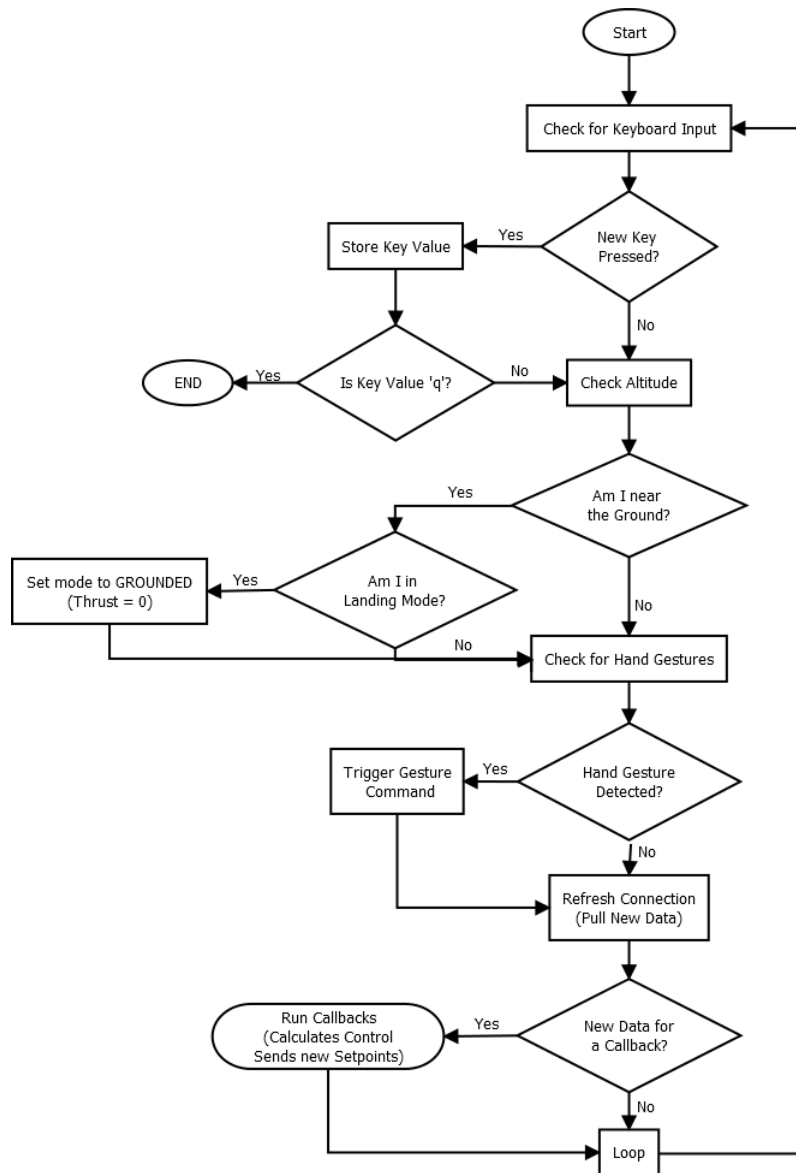 Start
Check for Keyboard Input
New Key
Pressed?
Yes
Store Key Value
No
Is Key Value 'q'?
Yes
END
No
Check Altitude
Am I near
the Ground?
Yes
Am I in
Landing Mode?
Yes
Set mode to GROUNDED
(Thrust = 0)
No
No
Check for Hand Gestures
Hand Gesture
Detected?
Yes
Trigger Gesture
Command
No
Refresh Connection
(Pull New Data)
New Data for
a Callback?
Yes
Run Callbacks
(Calculates Control
Sends new Setpoints)
No
Loop